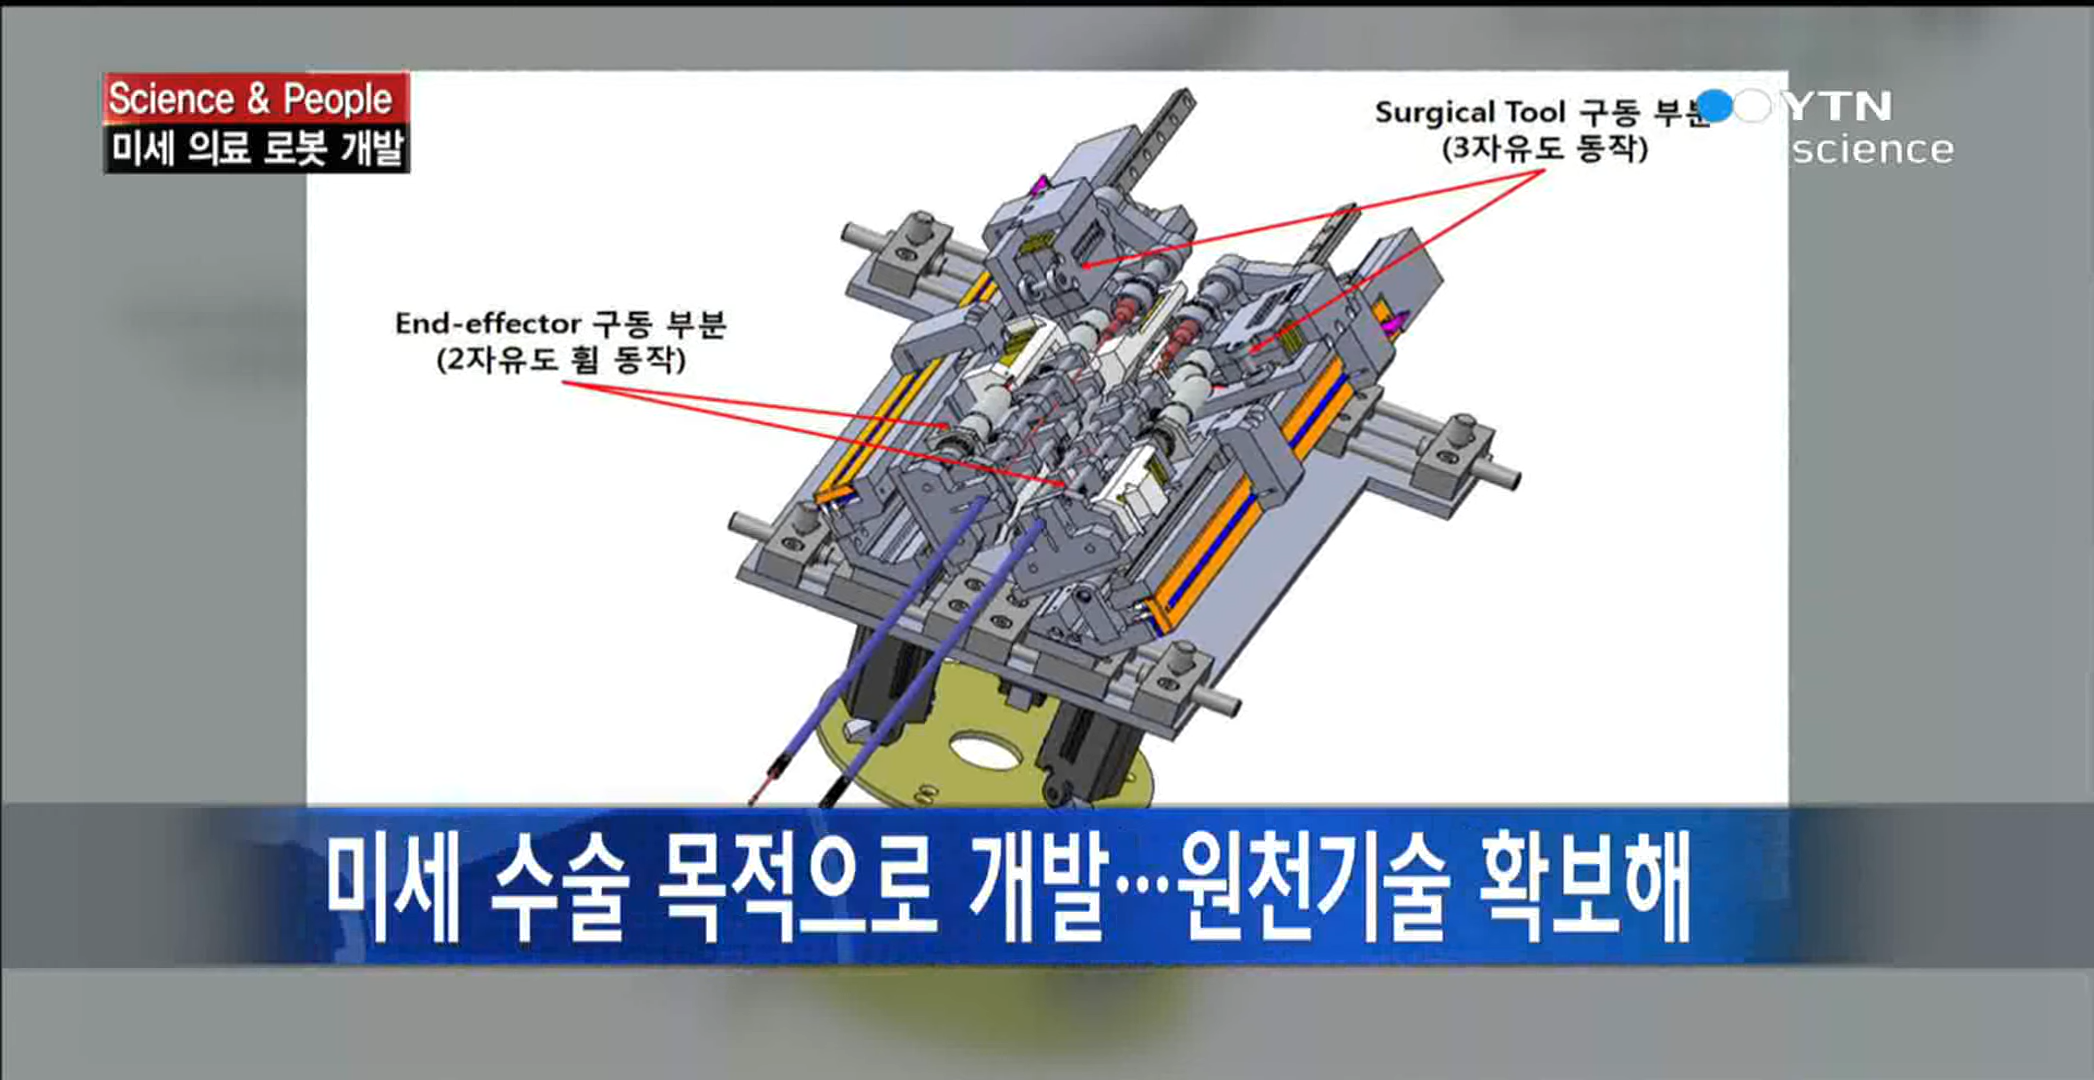 Science & People
미세 의료 로봇 개발
Surgical Tool 구동 부분
(3자유도 동작)
YTN
science
End-effector 구동 부분
(2자유도 휨 동작)
미세 수술 목적으로 개발…원천기술 확보해